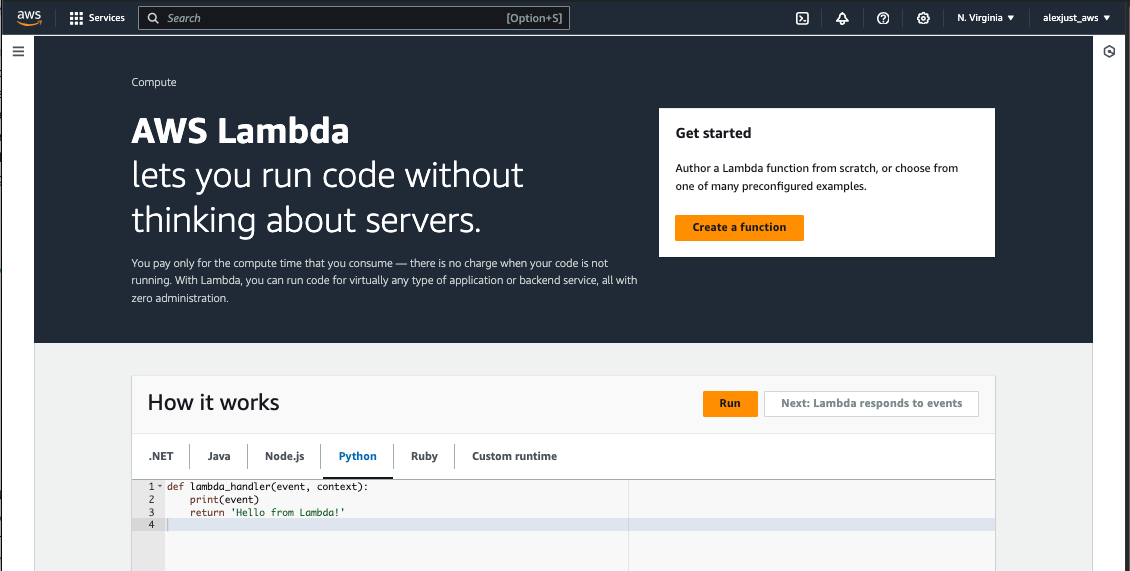 aws
Services
Search
[Option+S]
N. Virginia
alexjust_aws
Compute
AWS Lambda
lets you run code without
thinking about servers.
You pay only for the compute time that you consume — there is no charge when your code is not
running. With Lambda, you can run code for virtually any type of application or backend service, all with
zero administration.
Get started
Author a Lambda function from scratch, or choose from
one of many preconfigured examples.
Create a function
How it works
Run
Next: Lambda responds to events
.NET
Java
Node.js
Python
Ruby
Custom runtime
1 def lambda_handler(event, context):
2     print(event)
3     return 'Hello from Lambda!'
4